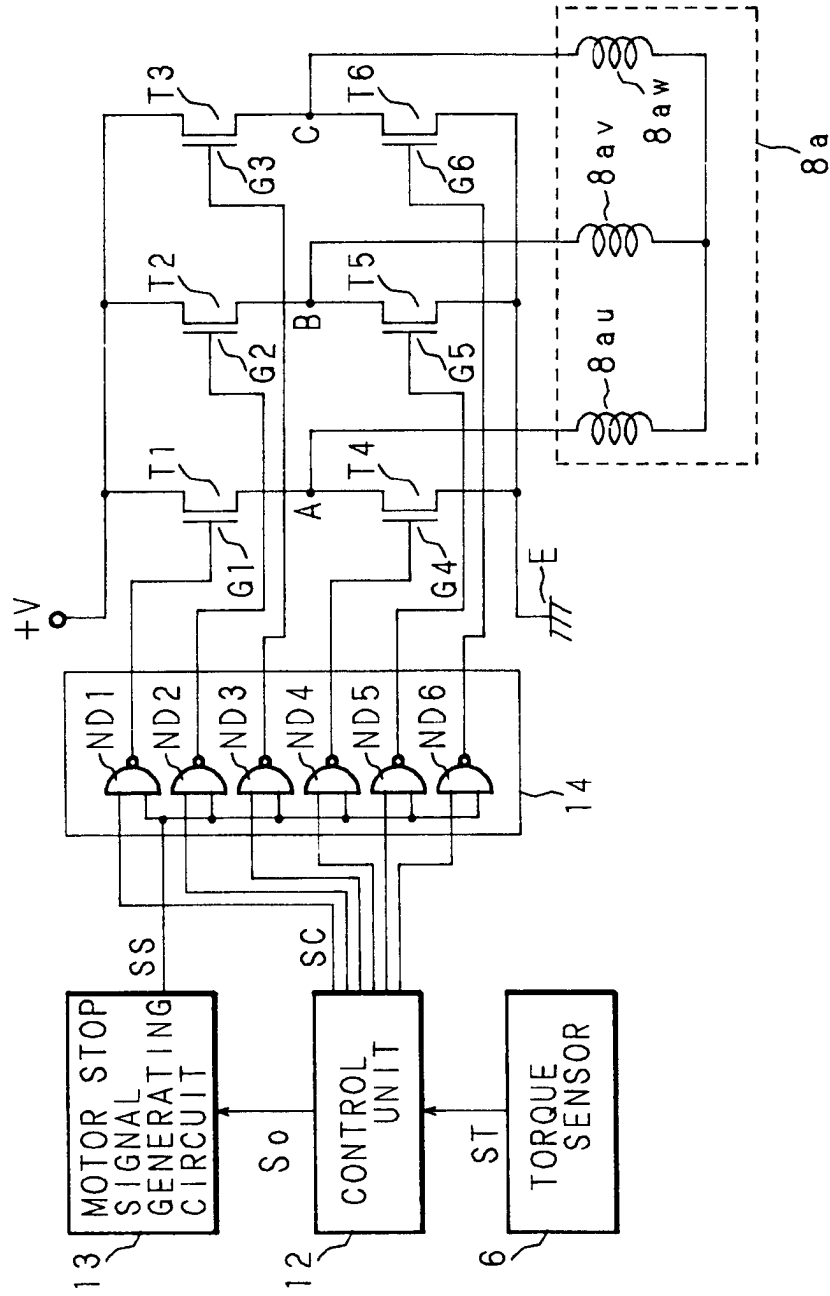 13
MOTOR STOP
SIGNAL
GENERATING
CIRCUIT
SS
So
12
CONTROL
UNIT
SC
ST
6
TORQUE
SENSOR
ND1
ND2
ND3
ND4
ND5
ND6
14
+V
T1
T2
T3
G1
G2
G3
A
B
C
T4
T5
T6
G4
G5
G6
E
8au
8av
8aw
8a